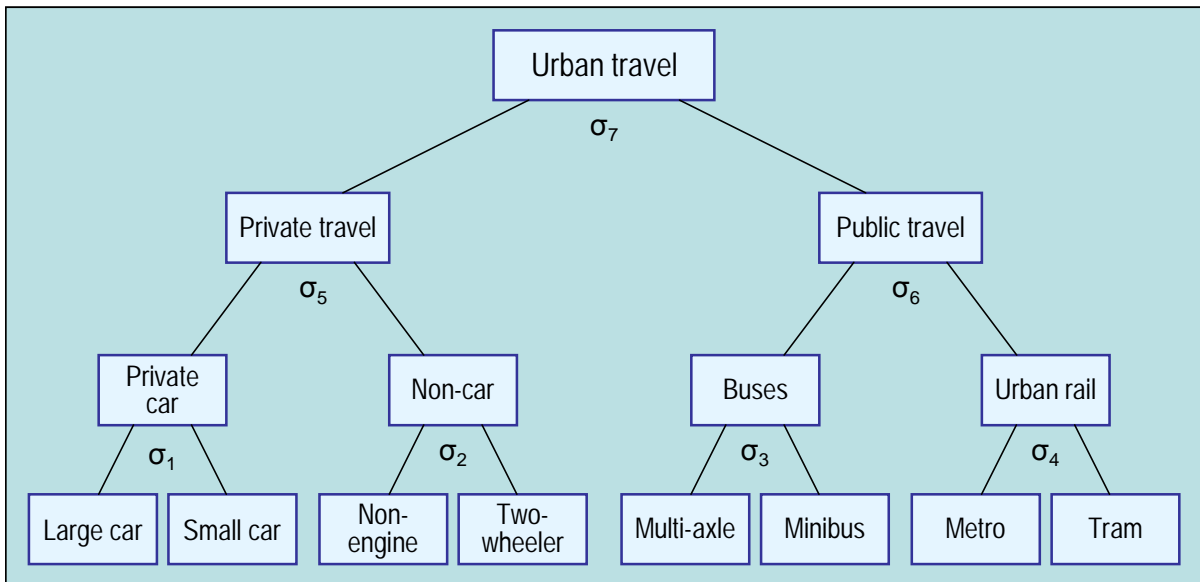 Urban travel
σ₇
Private travel
Public travel
σ₅
σ₆
Private
car
Non-car
Buses
Urban rail
σ₁
σ₂
σ₃
σ₄
Large car
Small car
Non-
engine
Two-
wheeler
Multi-axle
Minibus
Metro
Tram